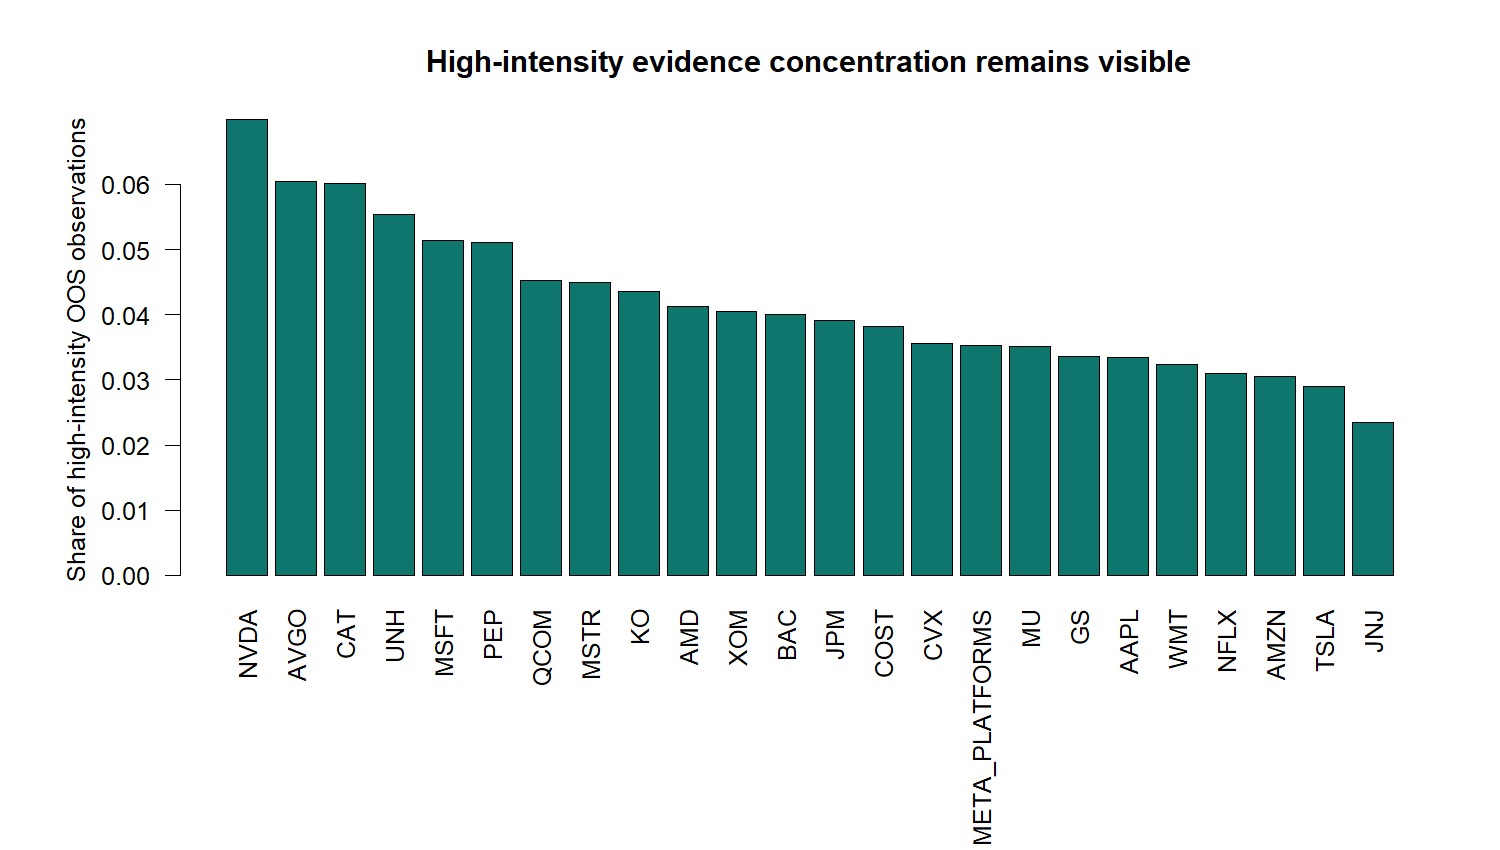 High-intensity evidence concentration remains visible
Share of high-intensity OOS observations
0.06
0.05
0.04
0.03
0.02
0.01
0.00
NVDA
AVGO
CAT
UNH
MSFT
PEP
QCOM
MSTR
KO
AMD
XOM
BAC
JPM
COST
CVX
META_PLATFORMS
MU
GS
AAPL
WMT
NFLX
AMZN
TSLA
JNJ